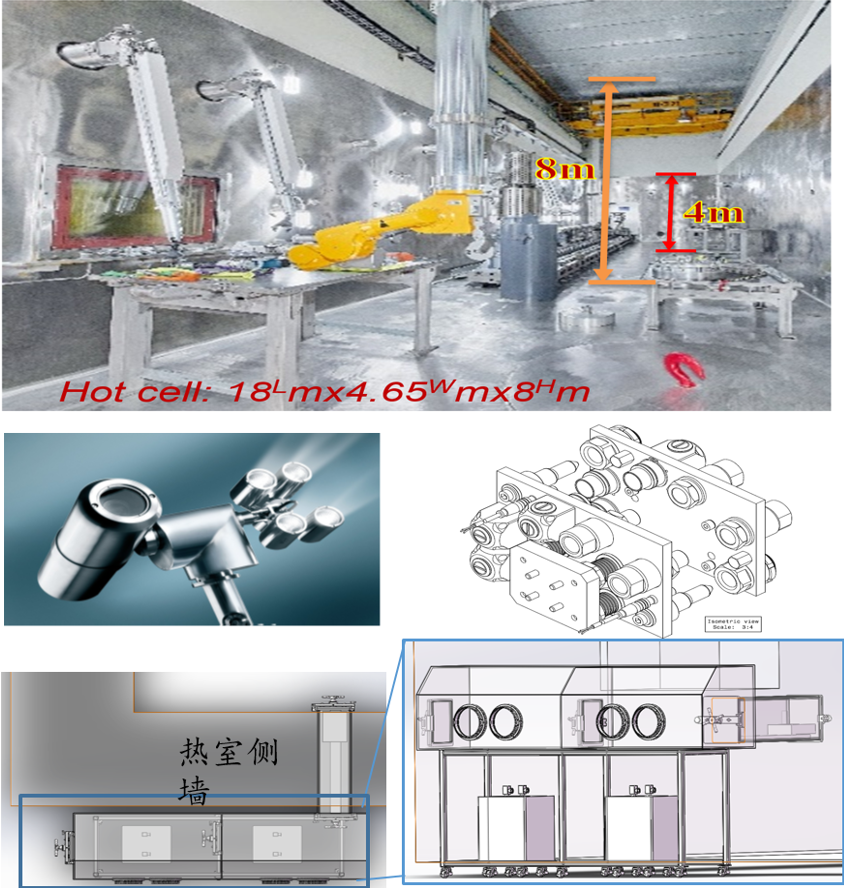 8m
4m
Hot cell: 18ᴸmx4.65ᵂmx8ᴴm
Isometric view
Scale: 3:4
热室侧
墙